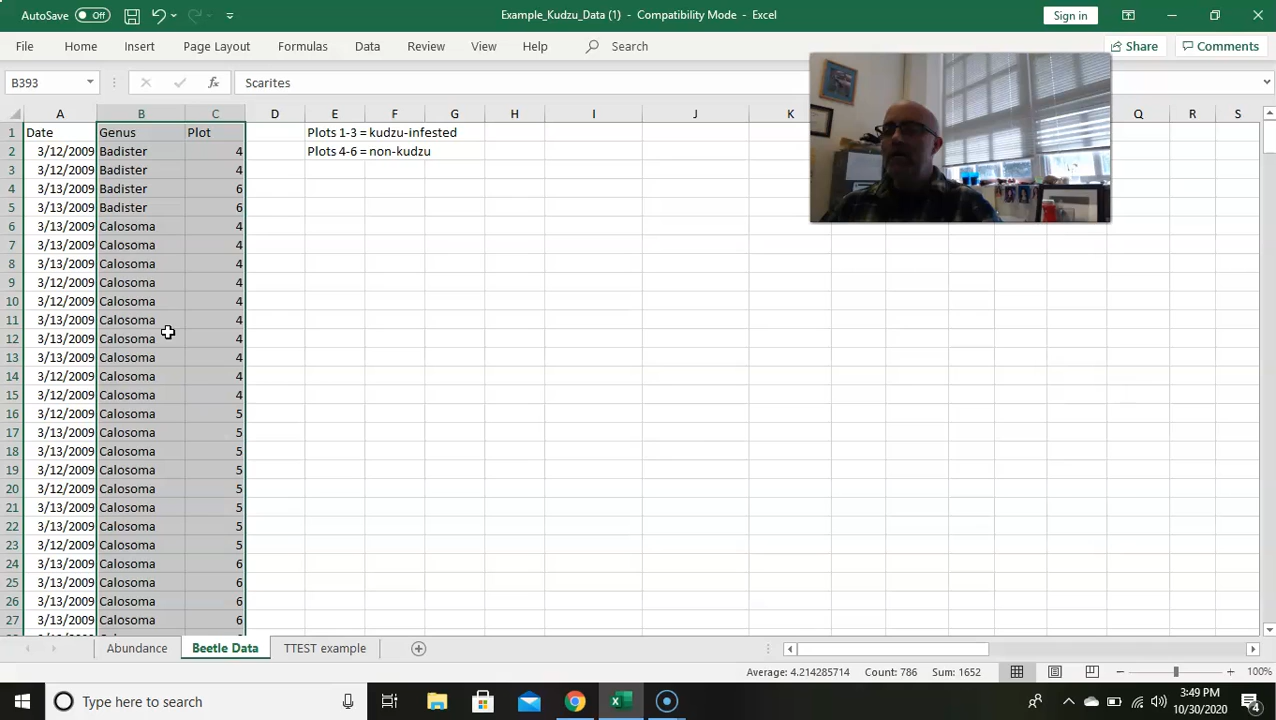 AutoSave Off Example_Kudzu_Data (1) - Compatibility Mode - Excel Sign in
File Home Insert Page Layout Formulas Data Review View Help Search Share Comments
B393 fx Scarites
A B C D E F G H I J K Q R S
1 Date Genus Plot Plots 1-3 = kudzu-infested
2 3/12/2009 Badister 4 Plots 4-6 = non-kudzu
3 3/12/2009 Badister 4
4 3/12/2009 Badister 6
5 3/13/2009 Badister 6
6 3/13/2009 Calosoma 4
7 3/13/2009 Calosoma 4
8 3/13/2009 Calosoma 4
9 3/12/2009 Calosoma 4
10 3/12/2009 Calosoma 4
11 3/13/2009 Calosoma 4
12 3/13/2009 Calosoma 4
13 3/13/2009 Calosoma 4
14 3/12/2009 Calosoma 4
15 3/12/2009 Calosoma 4
16 3/12/2009 Calosoma 5
17 3/13/2009 Calosoma 5
18 3/13/2009 Calosoma 5
19 3/12/2009 Calosoma 5
20 3/12/2009 Calosoma 5
21 3/13/2009 Calosoma 5
22 3/13/2009 Calosoma 5
23 3/12/2009 Calosoma 5
24 3/13/2009 Calosoma 6
25 3/13/2009 Calosoma 6
26 3/13/2009 Calosoma 6
27 3/13/2009 Calosoma 6
Abundance Beetle Data TTEST example
Average: 4.214285714 Count: 786 Sum: 1652 100%
Type here to search 3:49 PM
10/30/2020 4